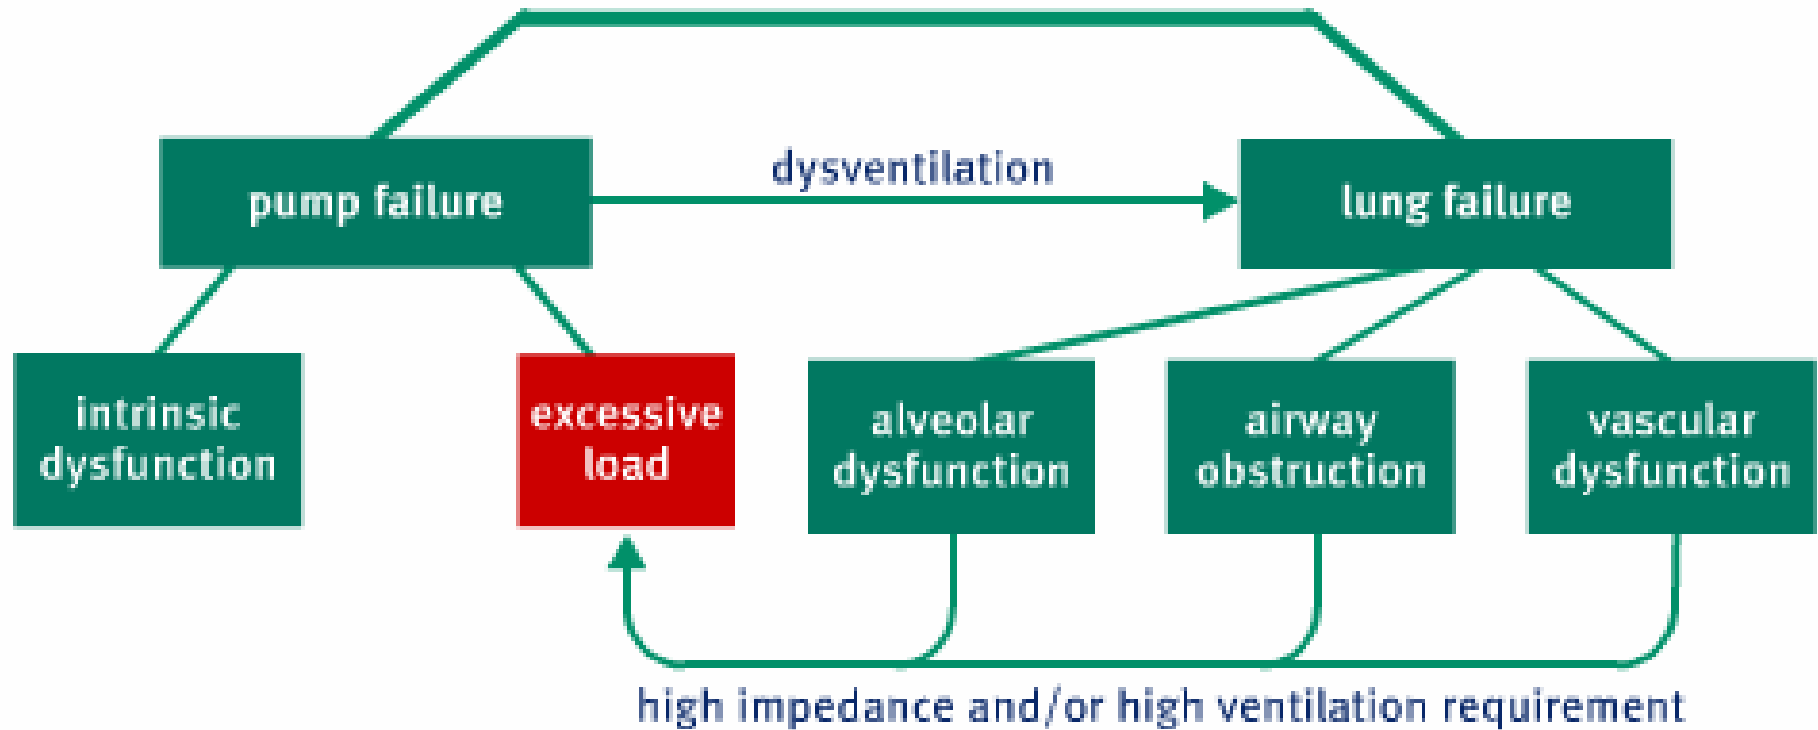 dysventilation
pump failure
lung failure
intrinsic
dysfunction
excessive
load
alveolar
dysfunction
airway
obstruction
vascular
dysfunction
high impedance and/or high ventilation requirement